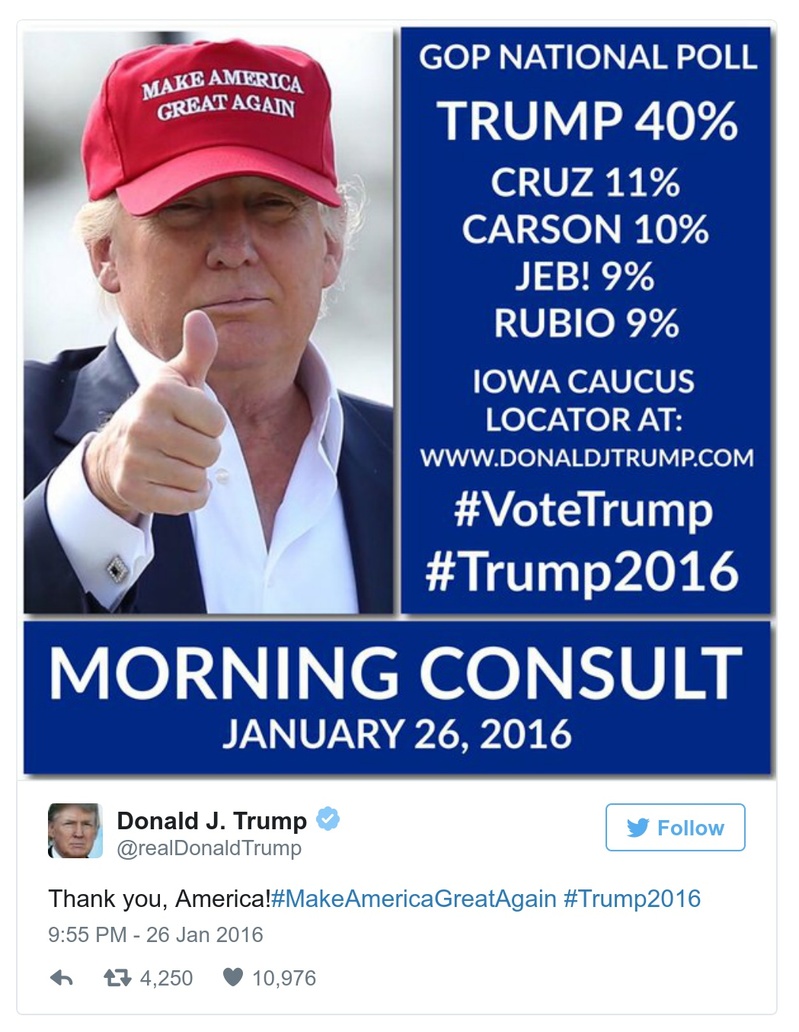 MAKE AMERICA
GREAT AGAIN
GOP NATIONAL POLL
TRUMP 40%
CRUZ 11%
CARSON 10%
JEB! 9%
RUBIO 9%
IOWA CAUCUS
LOCATOR AT:
WWW.DONALDJTRUMP.COM
#VoteTrump
#Trump2016
MORNING CONSULT
JANUARY 26, 2016
Donald J. Trump
@realDonaldTrump
Follow
Thank you, America!#MakeAmericaGreatAgain #Trump2016
9:55 PM - 26 Jan 2016
4,250 10,976